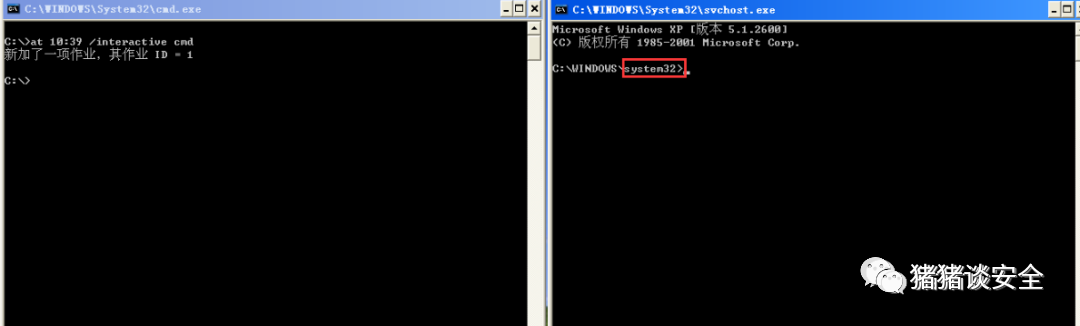 C:\WINDOWS\System32\cmd.exe
C:\>at 10:39 /interactive cmd
新加了一项作业，其作业 ID = 1
C:\>
C:\WINDOWS\System32\svchost.exe
Microsoft Windows XP [版本 5.1.2600]
(C) 版权所有 1985-2001 Microsoft Corp.
C:\WINDOWS\system32>
猪猪谈安全